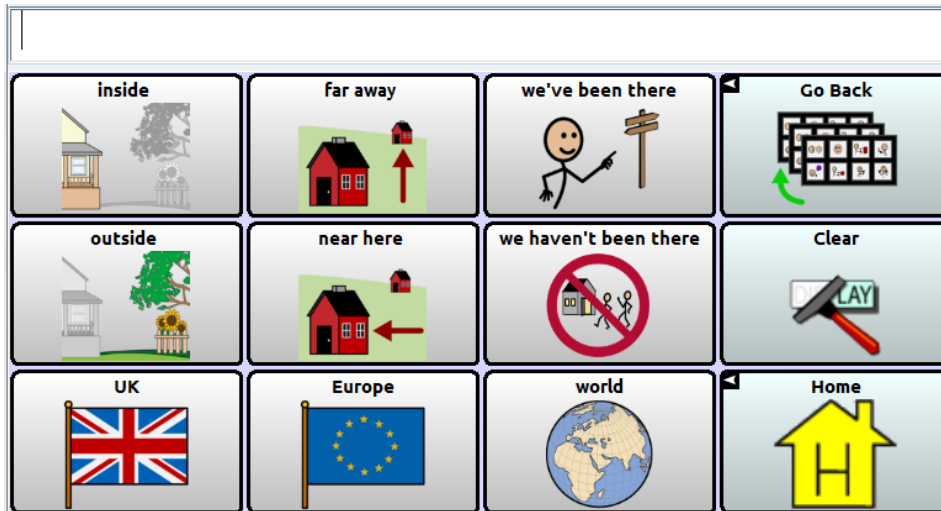 inside
far away
we've been there
Go Back
outside
near here
we haven't been there
Clear
DISPLAY
UK
Europe
world
Home
H